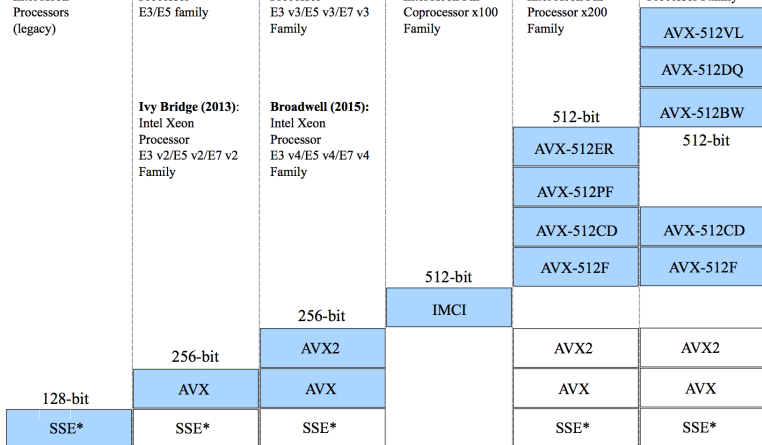 Processors
(legacy)
E3/E5 family
E3 v3/E5 v3/E7 v3
Family
Coprocessor x100
Family
Processor x200
Family
Ivy Bridge (2013):
Intel Xeon
Processor
E3 v2/E5 v2/E7 v2
Family
Broadwell (2015):
Intel Xeon
Processor
E3 v4/E5 v4/E7 v4
Family
AVX-512VL
AVX-512DQ
AVX-512BW
512-bit
512-bit
AVX-512ER
AVX-512PF
AVX-512CD
AVX-512CD
AVX-512F
AVX-512F
512-bit
IMCI
256-bit
AVX2
AVX2
AVX2
256-bit
AVX
AVX
AVX
AVX
128-bit
SSE*
SSE*
SSE*
SSE*
SSE*